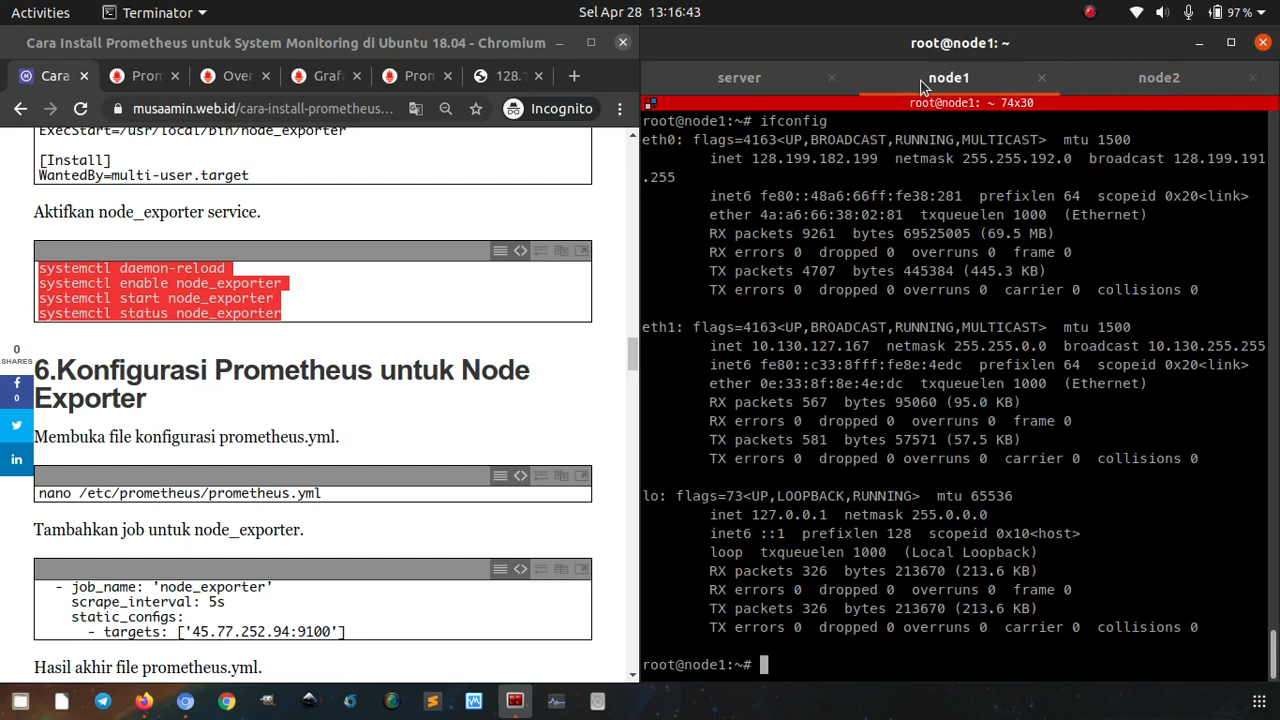 Activities
Terminator
Sel Apr 28 13:16:43
97 %
Cara Install Prometheus untuk System Monitoring di Ubuntu 18.04 - Chromium
Cara
Prom
Over
Grafa
Prom
128.1
musaamin.web.id/cara-install-prometheus...
Incognito
ExecStart=/usr/local/bin/node_exporter
[Install]
WantedBy=multi-user.target
Aktifkan node_exporter service.
systemctl daemon-reload
systemctl enable node_exporter
systemctl start node_exporter
systemctl status node_exporter
0
SHARES
0
6.Konfigurasi Prometheus untuk Node
Exporter
Membuka file konfigurasi prometheus.yml.
nano /etc/prometheus/prometheus.yml
Tambahkan job untuk node_exporter.
- job_name: 'node_exporter'
scrape_interval: 5s
static_configs:
- targets: ['45.77.252.94:9100']
Hasil akhir file prometheus.yml.
root@node1: ~
server
node1
node2
root@node1: ~ 74x30
root@node1:~# ifconfig
eth0: flags=4163<UP,BROADCAST,RUNNING,MULTICAST>  mtu 1500
inet 128.199.182.199  netmask 255.255.192.0  broadcast 128.199.191
.255
inet6 fe80::48a6:66ff:fe38:281  prefixlen 64  scopeid 0x20<link>
ether 4a:a6:66:38:02:81  txqueuelen 1000  (Ethernet)
RX packets 9261  bytes 69525005 (69.5 MB)
RX errors 0  dropped 0  overruns 0  frame 0
TX packets 4707  bytes 445384 (445.3 KB)
TX errors 0  dropped 0 overruns 0  carrier 0  collisions 0
eth1: flags=4163<UP,BROADCAST,RUNNING,MULTICAST>  mtu 1500
inet 10.130.127.167  netmask 255.255.0.0  broadcast 10.130.255.255
inet6 fe80::c33:8fff:fe8e:4edc  prefixlen 64  scopeid 0x20<link>
ether 0e:33:8f:8e:4e:dc  txqueuelen 1000  (Ethernet)
RX packets 567  bytes 95060 (95.0 KB)
RX errors 0  dropped 0  overruns 0  frame 0
TX packets 581  bytes 57571 (57.5 KB)
TX errors 0  dropped 0 overruns 0  carrier 0  collisions 0
lo: flags=73<UP,LOOPBACK,RUNNING>  mtu 65536
inet 127.0.0.1  netmask 255.0.0.0
inet6 ::1  prefixlen 128  scopeid 0x10<host>
loop  txqueuelen 1000  (Local Loopback)
RX packets 326  bytes 213670 (213.6 KB)
RX errors 0  dropped 0  overruns 0  frame 0
TX packets 326  bytes 213670 (213.6 KB)
TX errors 0  dropped 0 overruns 0  carrier 0  collisions 0
root@node1:~#